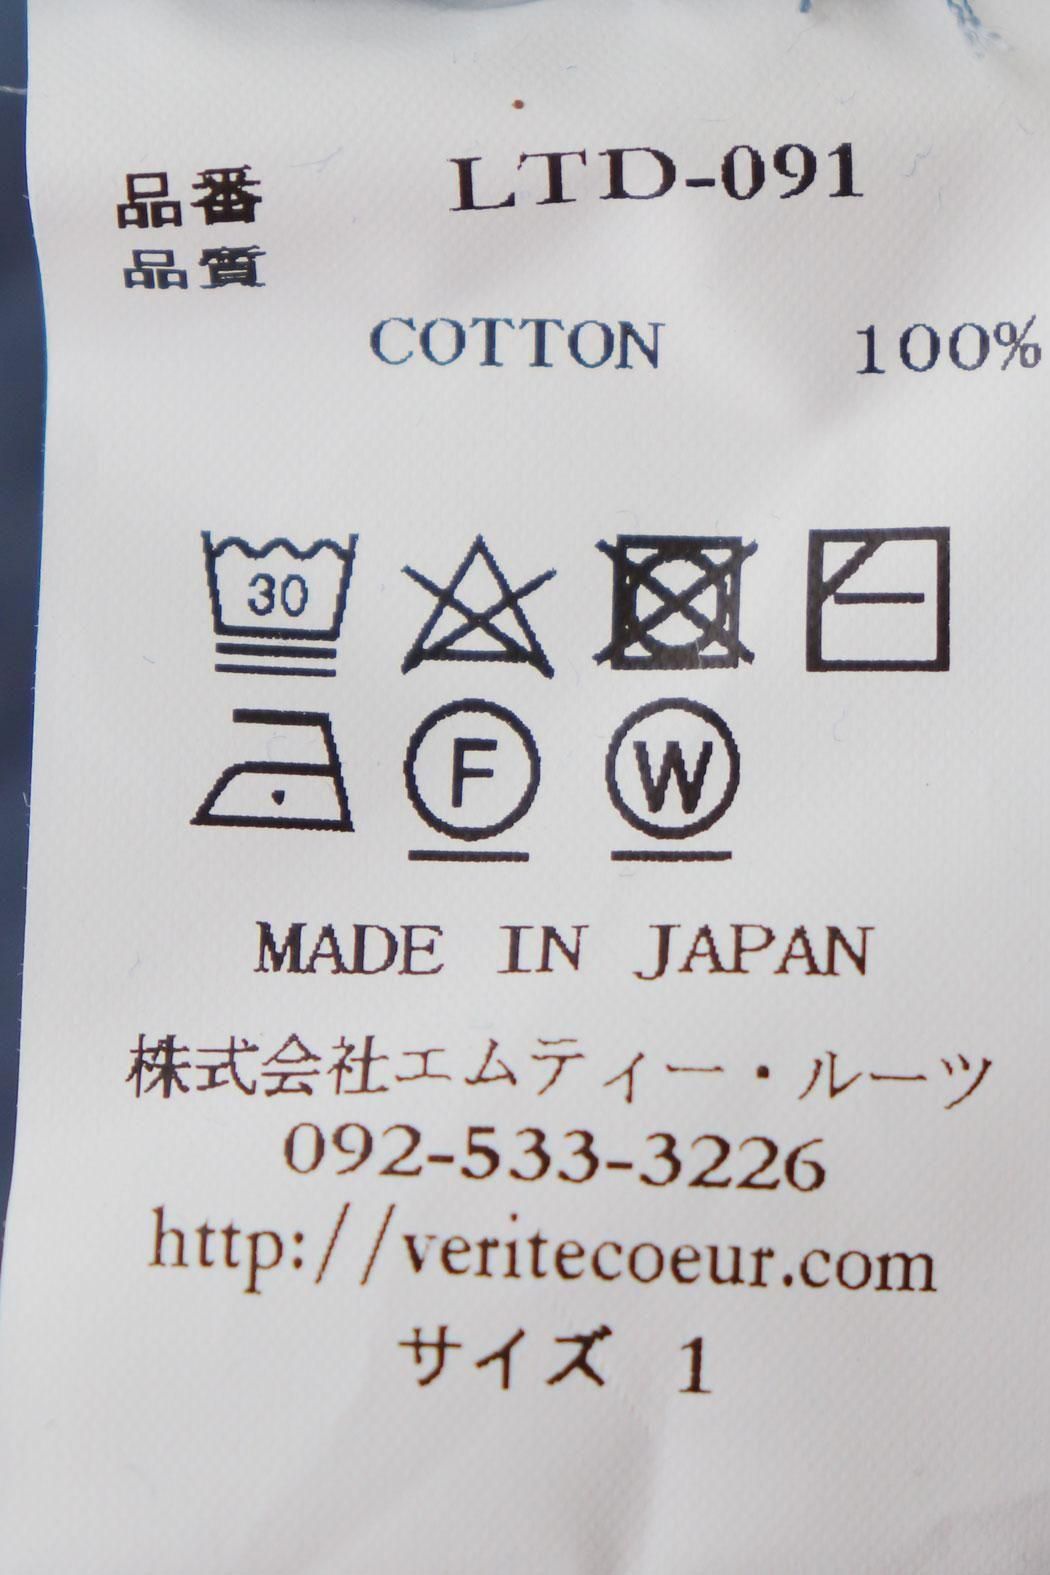 品番 LTD-091
品質
COTTON 100%
30
F W
MADE IN JAPAN
株式会社エムティー・ルーツ
092-533-3226
http://veritecoeur.com
サイズ 1